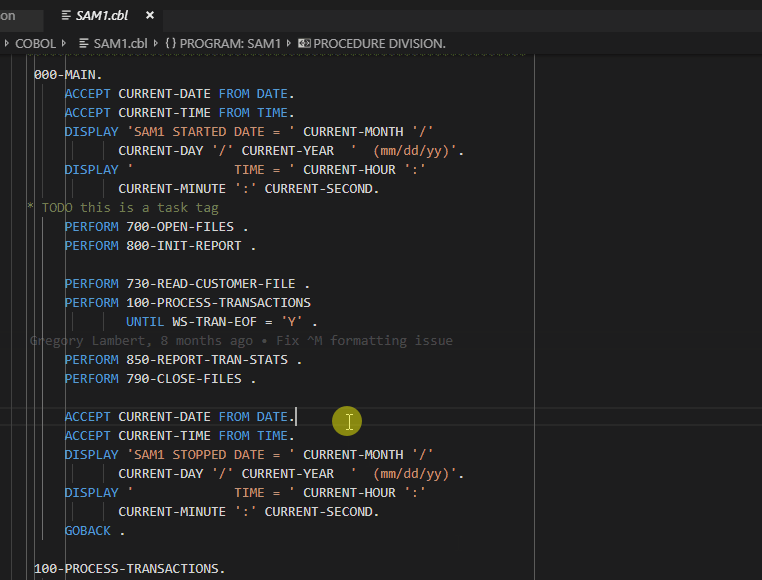 on SAM1.cbl ×
COBOL SAM1.cbl {} PROGRAM: SAM1 PROCEDURE DIVISION.
000-MAIN.
ACCEPT CURRENT-DATE FROM DATE.
ACCEPT CURRENT-TIME FROM TIME.
DISPLAY 'SAM1 STARTED DATE = ' CURRENT-MONTH '/'
CURRENT-DAY '/' CURRENT-YEAR '  (mm/dd/yy)'.
DISPLAY '             TIME = ' CURRENT-HOUR ':'
CURRENT-MINUTE ':' CURRENT-SECOND.
* TODO this is a task tag
PERFORM 700-OPEN-FILES .
PERFORM 800-INIT-REPORT .
PERFORM 730-READ-CUSTOMER-FILE .
PERFORM 100-PROCESS-TRANSACTIONS
UNTIL WS-TRAN-EOF = 'Y' .
Gregory Lambert, 8 months ago • Fix ^M formatting issue
PERFORM 850-REPORT-TRAN-STATS .
PERFORM 790-CLOSE-FILES .
ACCEPT CURRENT-DATE FROM DATE.
ACCEPT CURRENT-TIME FROM TIME.
DISPLAY 'SAM1 STOPPED DATE = ' CURRENT-MONTH '/'
CURRENT-DAY '/' CURRENT-YEAR '  (mm/dd/yy)'.
DISPLAY '             TIME = ' CURRENT-HOUR ':'
CURRENT-MINUTE ':' CURRENT-SECOND.
GOBACK .
100-PROCESS-TRANSACTIONS.